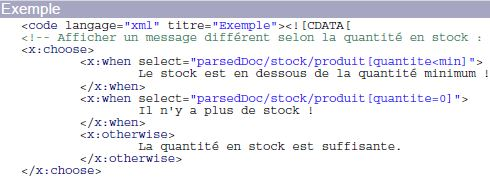 Exemple
<code langage="xml" titre="Exemple"><![CDATA[
<!-- Afficher un message différent selon la quantité en stock :
<x:choose>
<x:when select="parsedDoc/stock/produit[quantite<min]">
Le stock est en dessous de la quantité minimum !
</x:when>
<x:when select="parsedDoc/stock/produit[quantite=0]">
Il n'y a plus de stock !
</x:when>
<x:otherwise>
La quantité en stock est suffisante.
</x:otherwise>
</x:choose>